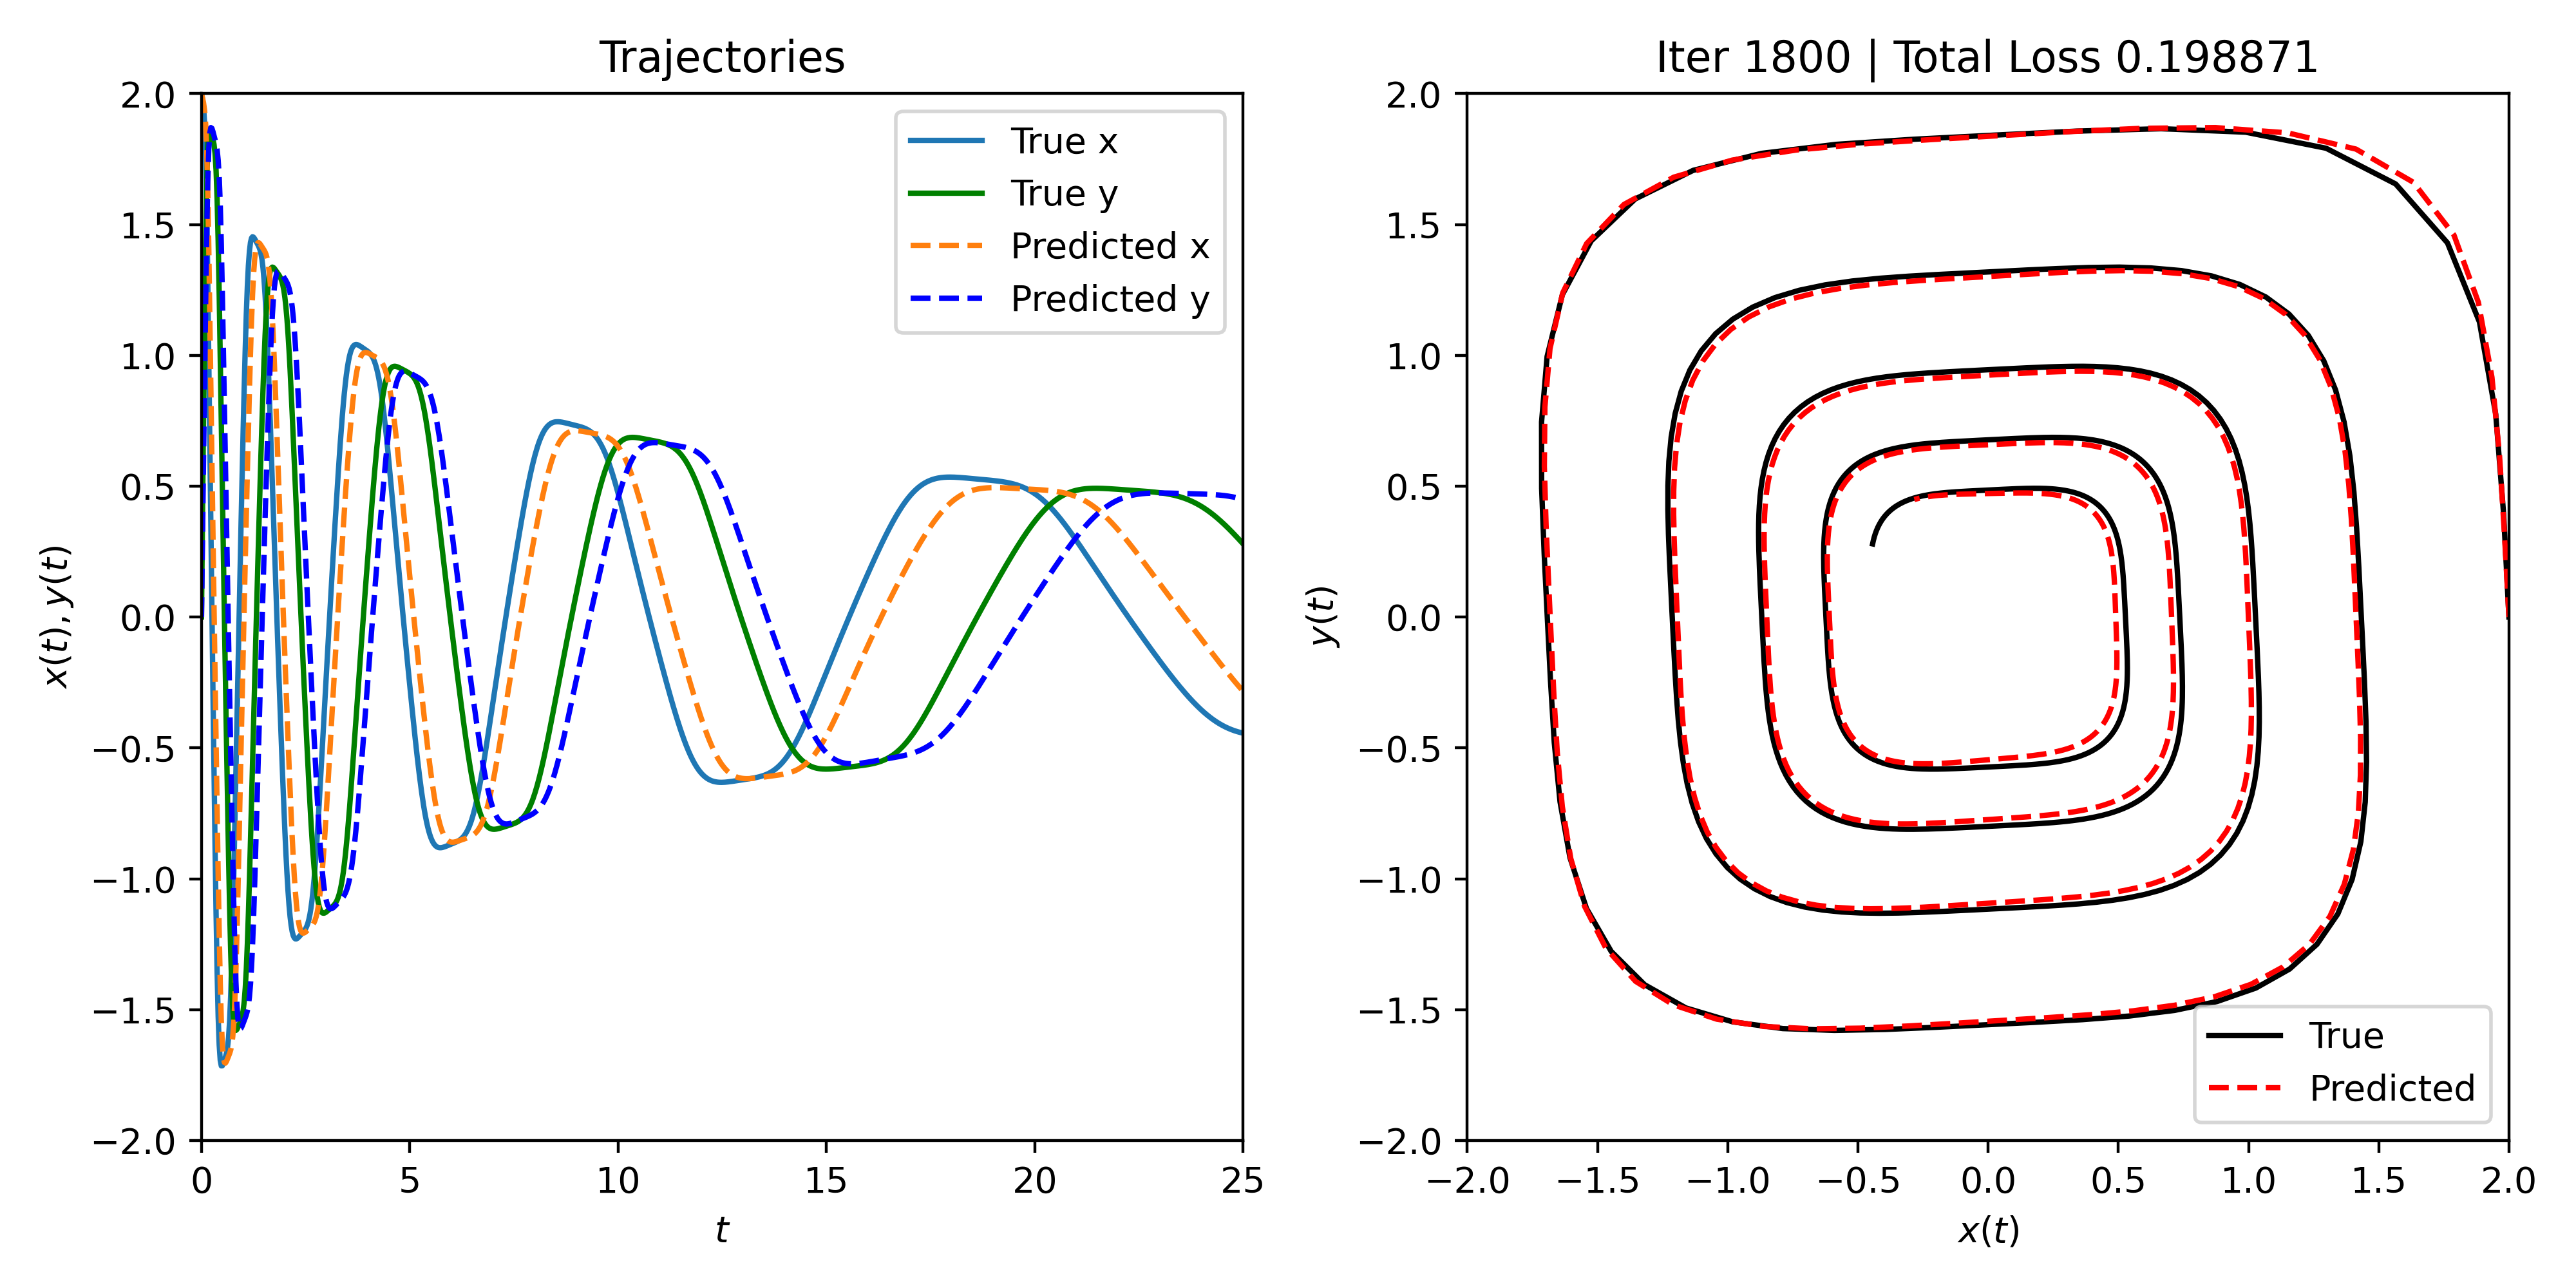 Trajectories
2.0
1.5
1.0
0.5
0.0
−0.5
−1.0
−1.5
−2.0
x(t), y(t)
0 5 10 15 20 25
t
True x
True y
Predicted x
Predicted y
Iter 1800 | Total Loss 0.198871
2.0
1.5
1.0
0.5
0.0
−0.5
−1.0
−1.5
−2.0
y(t)
−2.0 −1.5 −1.0 −0.5 0.0 0.5 1.0 1.5 2.0
x(t)
True
Predicted